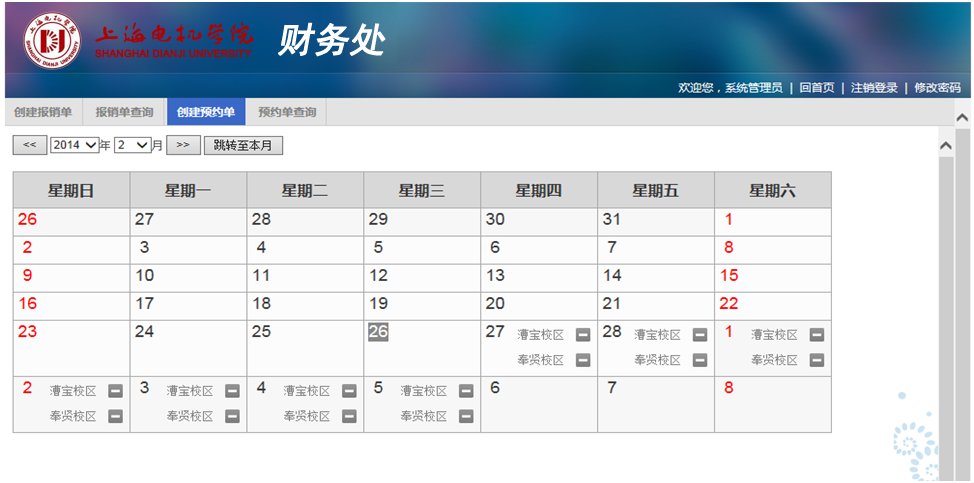 上海电机学院
SHANGHAI DIANJI UNIVERSITY
财务处
欢迎您，系统管理员 | 回首页 | 注销登录 | 修改密码
创建报销单 报销单查询 创建预约单 预约单查询
<< 2014 年 2 月 >> 跳转至本月
星期日 星期一 星期二 星期三 星期四 星期五 星期六
26 27 28 29 30 31 1
2 3 4 5 6 7 8
9 10 11 12 13 14 15
16 17 18 19 20 21 22
23 24 25 26 27 漕宝校区 28 漕宝校区 1 漕宝校区
奉贤校区 奉贤校区 奉贤校区
2 漕宝校区 3 漕宝校区 4 漕宝校区 5 漕宝校区 6 7 8
奉贤校区 奉贤校区 奉贤校区 奉贤校区